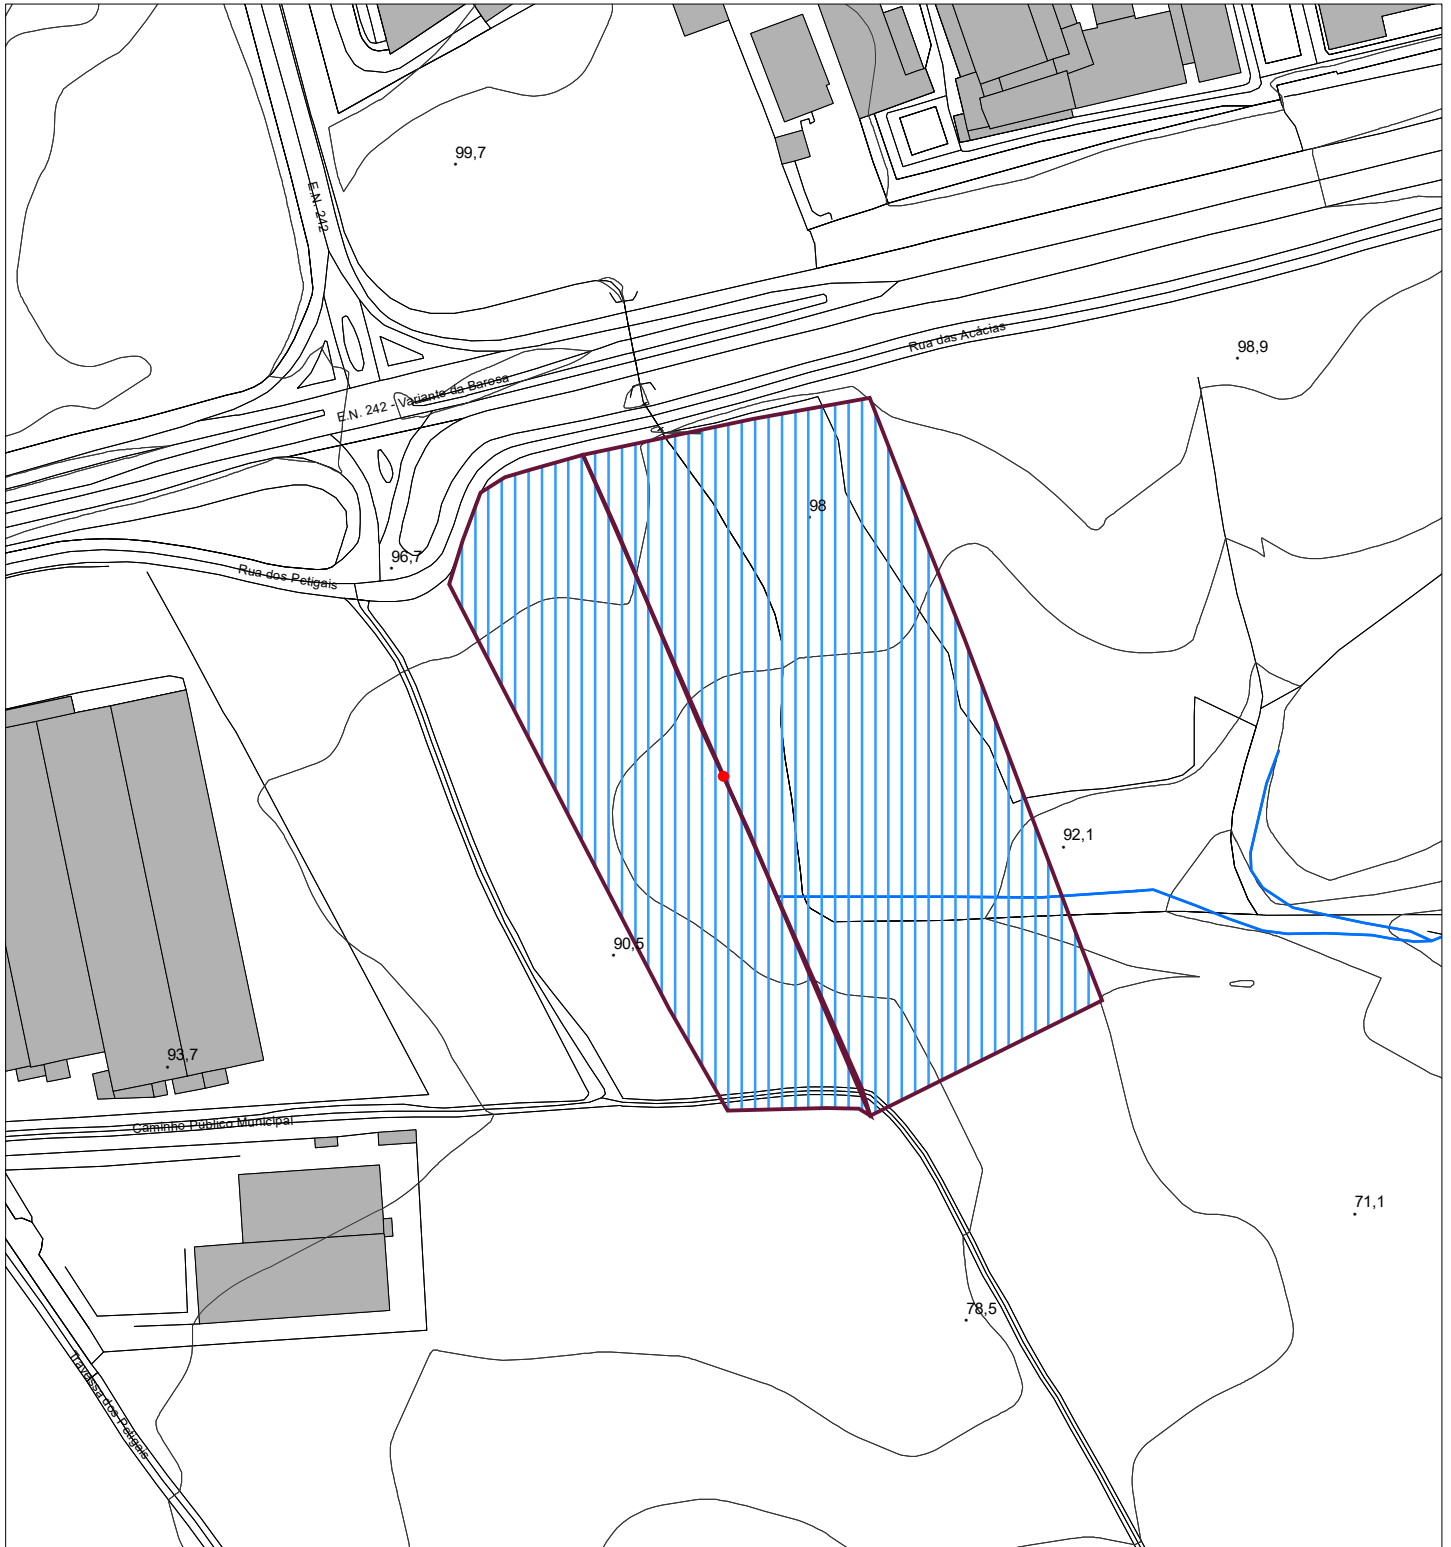 99,7
E.N. 242
Rua das Acácias
98,9
E.N. 242 - Variante da Barosa
98
96,7
Rua dos Petigais
92,1
90,5
93,7
Caminho Público Municipal
71,1
78,5
Travessa dos Petigais